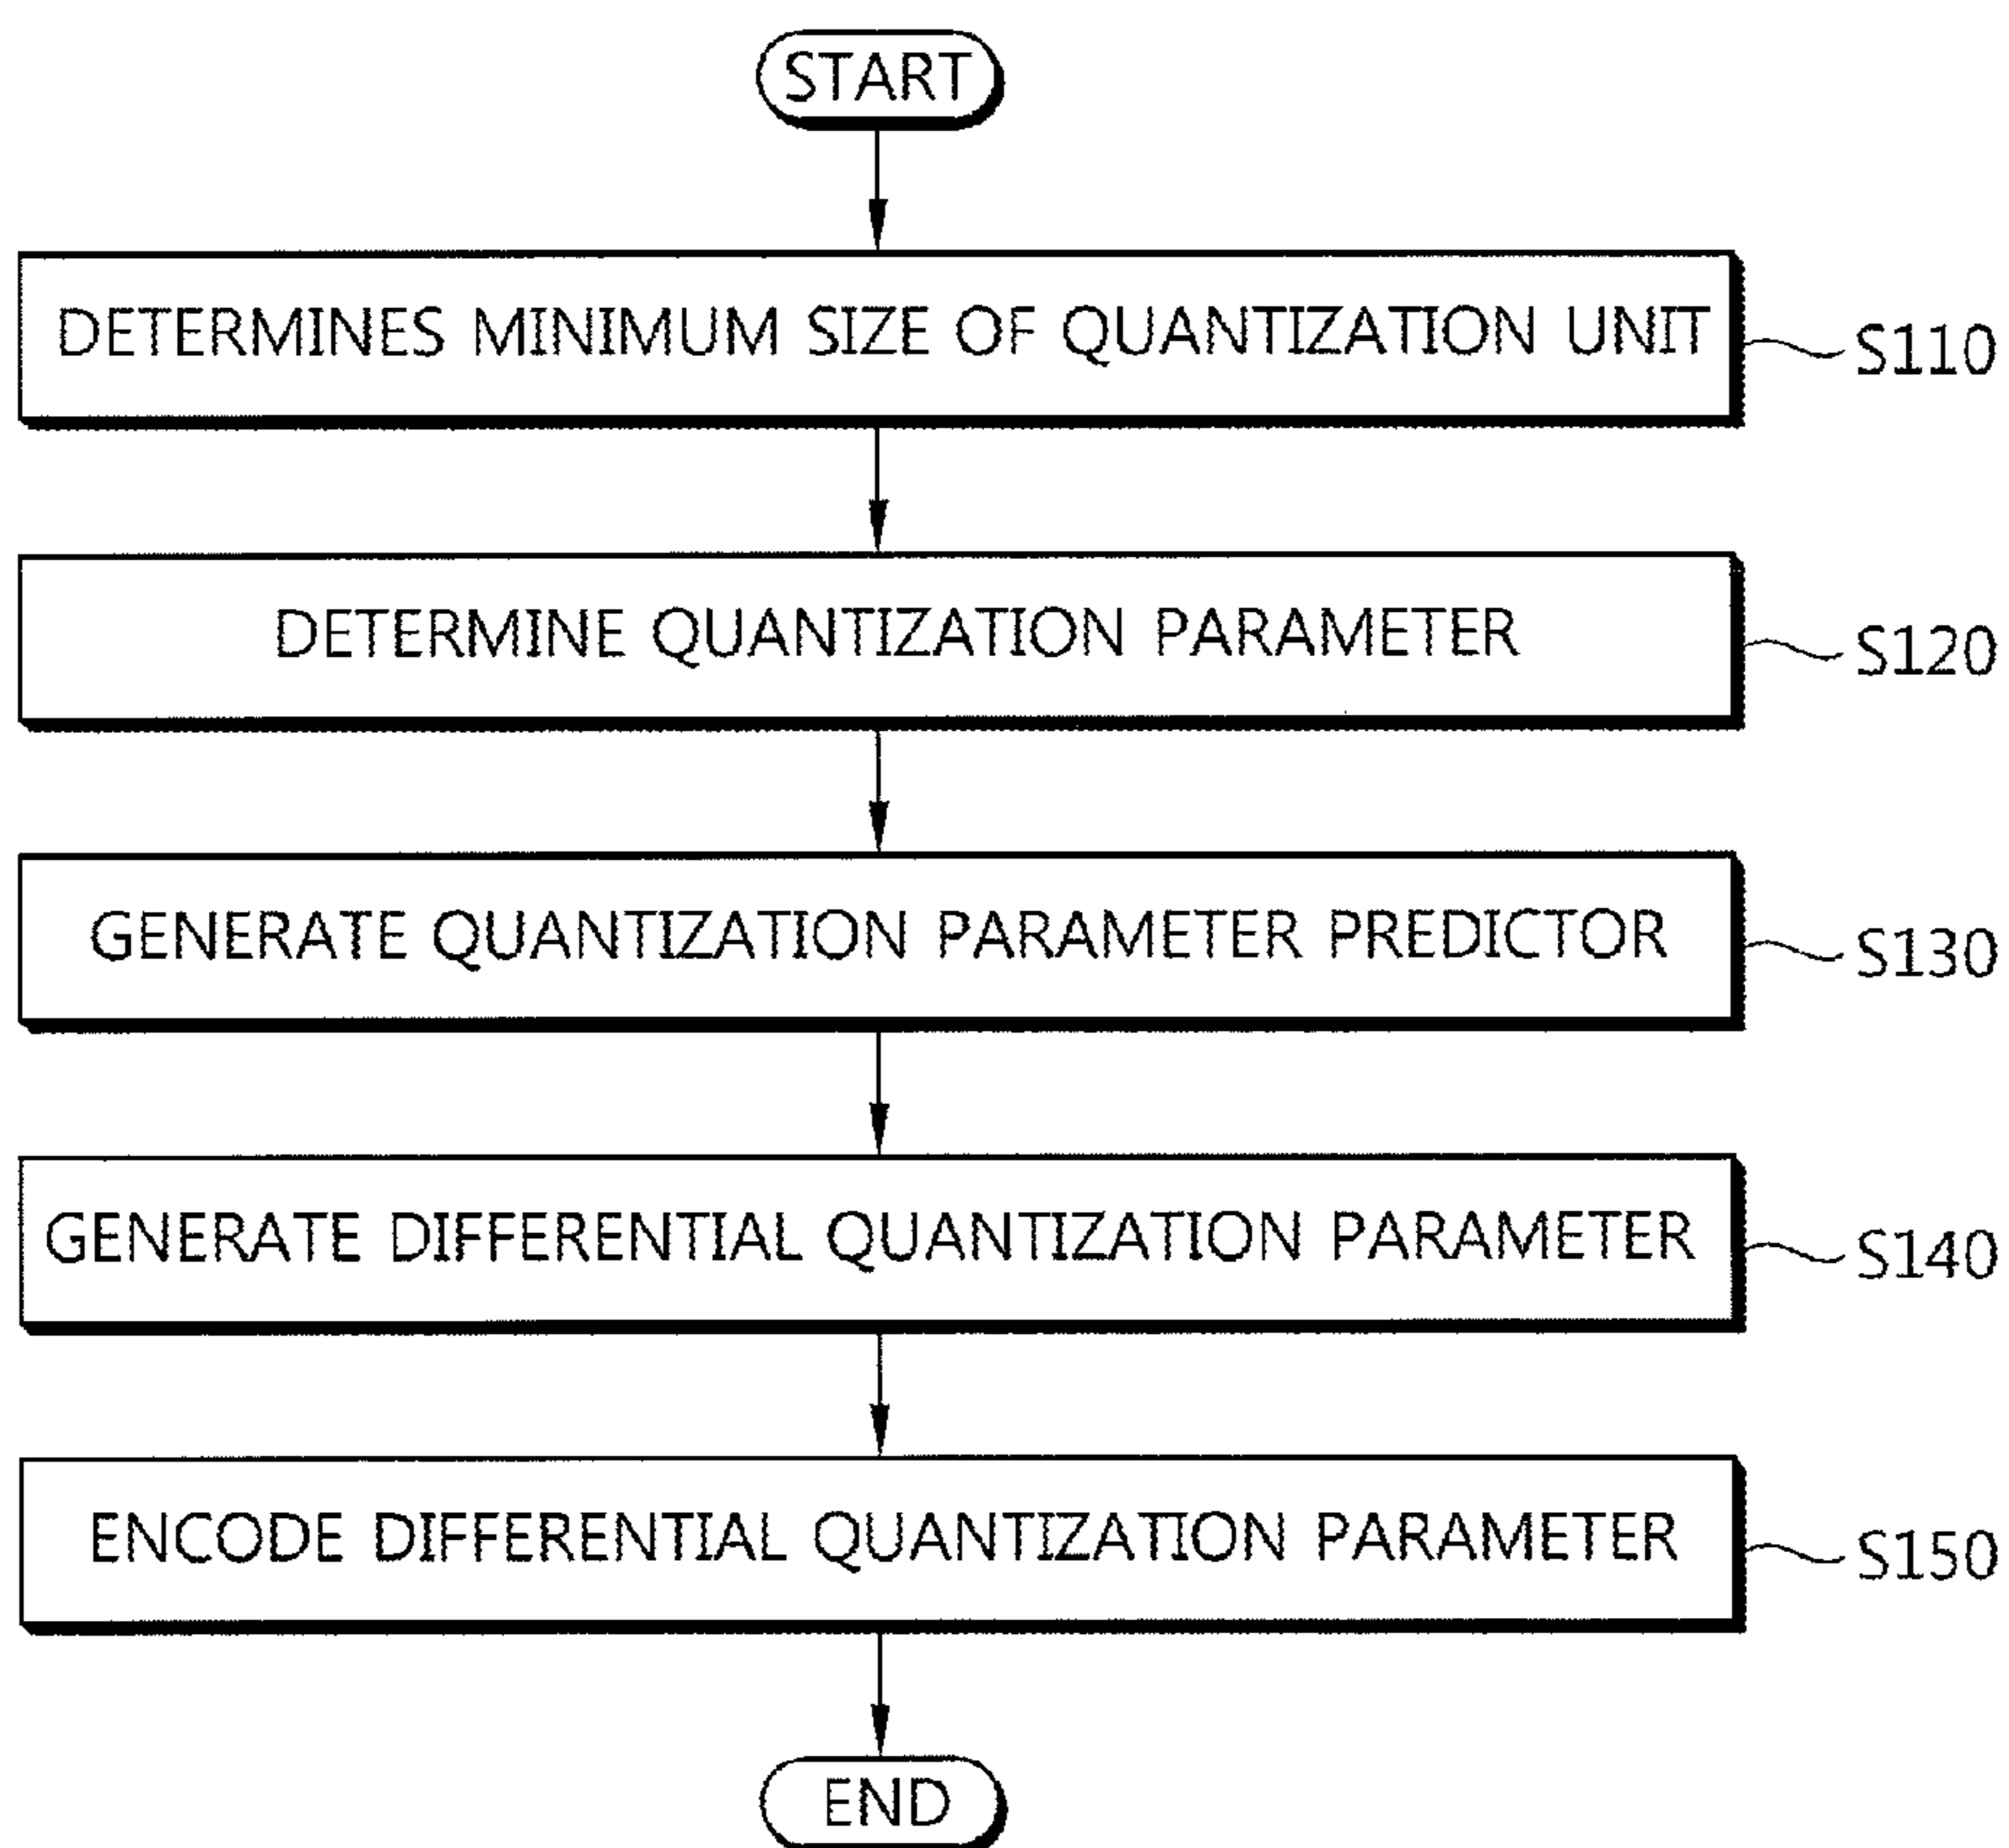 START
DETERMINES MINIMUM SIZE OF QUANTIZATION UNIT
S110
DETERMINE QUANTIZATION PARAMETER
S120
GENERATE QUANTIZATION PARAMETER PREDICTOR
S130
GENERATE DIFFERENTIAL QUANTIZATION PARAMETER
S140
ENCODE DIFFERENTIAL QUANTIZATION PARAMETER
S150
END